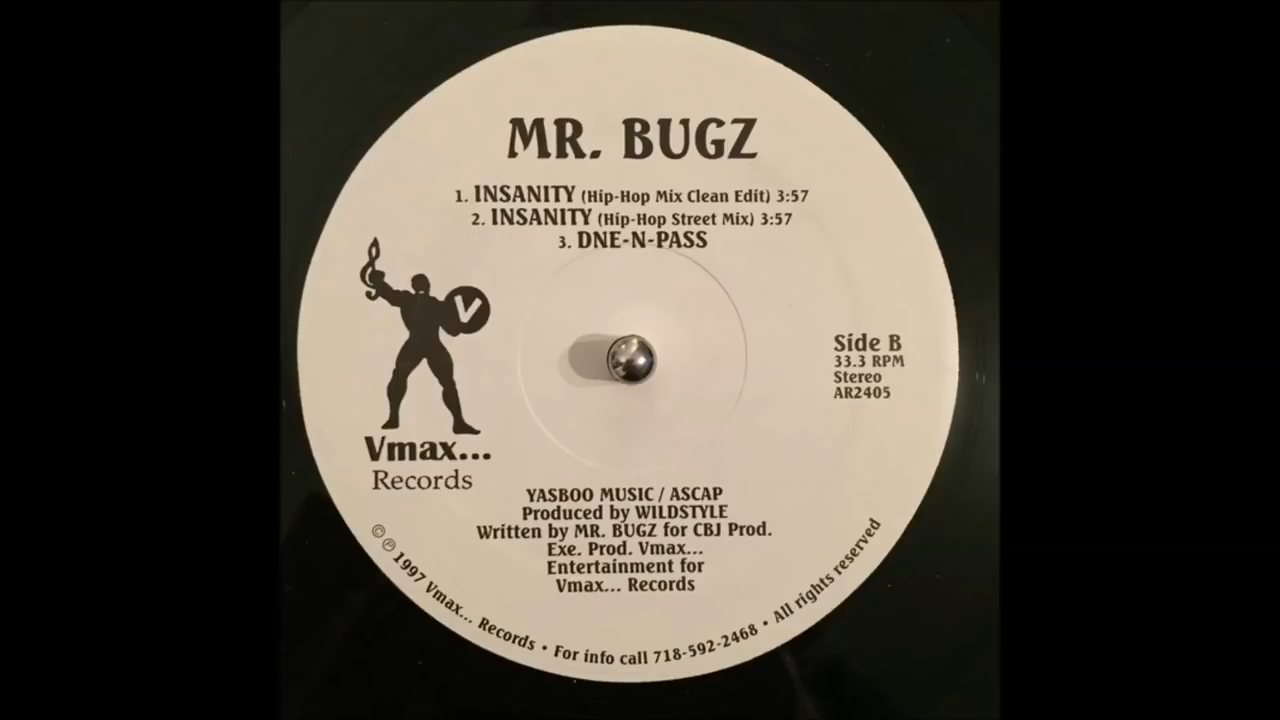 MR. BUGZ
1. INSANITY (Hip-Hop Mix Clean Edit) 3:57
2. INSANITY (Hip-Hop Street Mix) 3:57
3. DNE-N-PASS
V
Vmax...
Records
Side B
33.3 RPM
Stereo
AR2405
YASBOO MUSIC / ASCAP
Produced by WILDSTYLE
Written by MR. BUGZ for CBJ Prod.
Exe. Prod. Vmax...
Entertainment for
Vmax... Records
©℗ 1997 Vmax... Records • For info call 718-592-2468 • All rights reserved